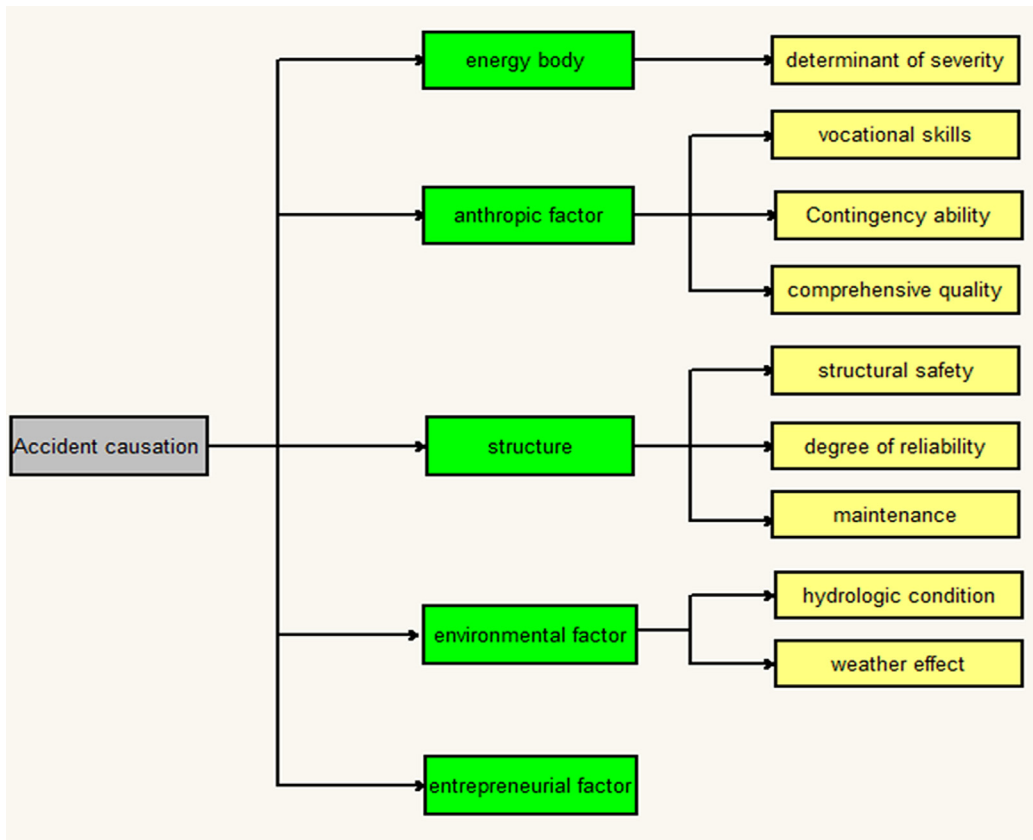 energy body
determinant of severity
vocational skills
anthropic factor
Contingency ability
comprehensive quality
structural safety
Accident causation
structure
degree of reliability
maintenance
hydrologic condition
environmental factor
weather effect
entrepreneurial factor